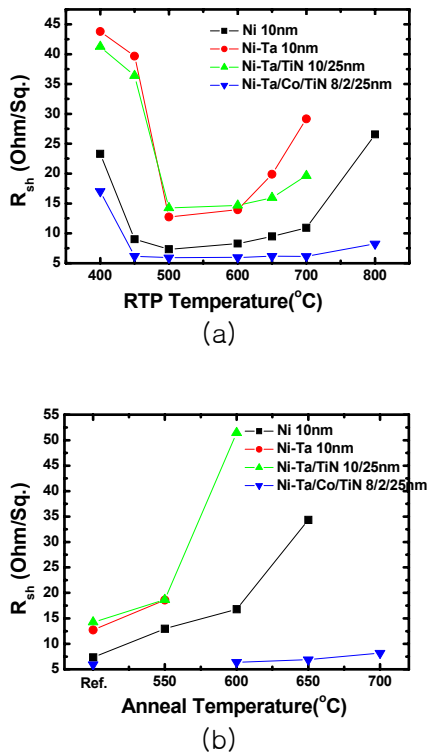 45
40
35
30
25
20
15
10
5
R_sh (Ohm/Sq.)
Ni 10nm
Ni-Ta 10nm
Ni-Ta/TiN 10/25nm
Ni-Ta/Co/TiN 8/2/25nm
400 450 500 550 600 650 700 750 800
RTP Temperature(°C)
(a)
55
50
45
40
35
30
25
20
15
10
5
R_sh (Ohm/Sq.)
Ni 10nm
Ni-Ta 10nm
Ni-Ta/TiN 10/25nm
Ni-Ta/Co/TiN 8/2/25nm
Ref. 550 600 650 700
Anneal Temperature(°C)
(b)